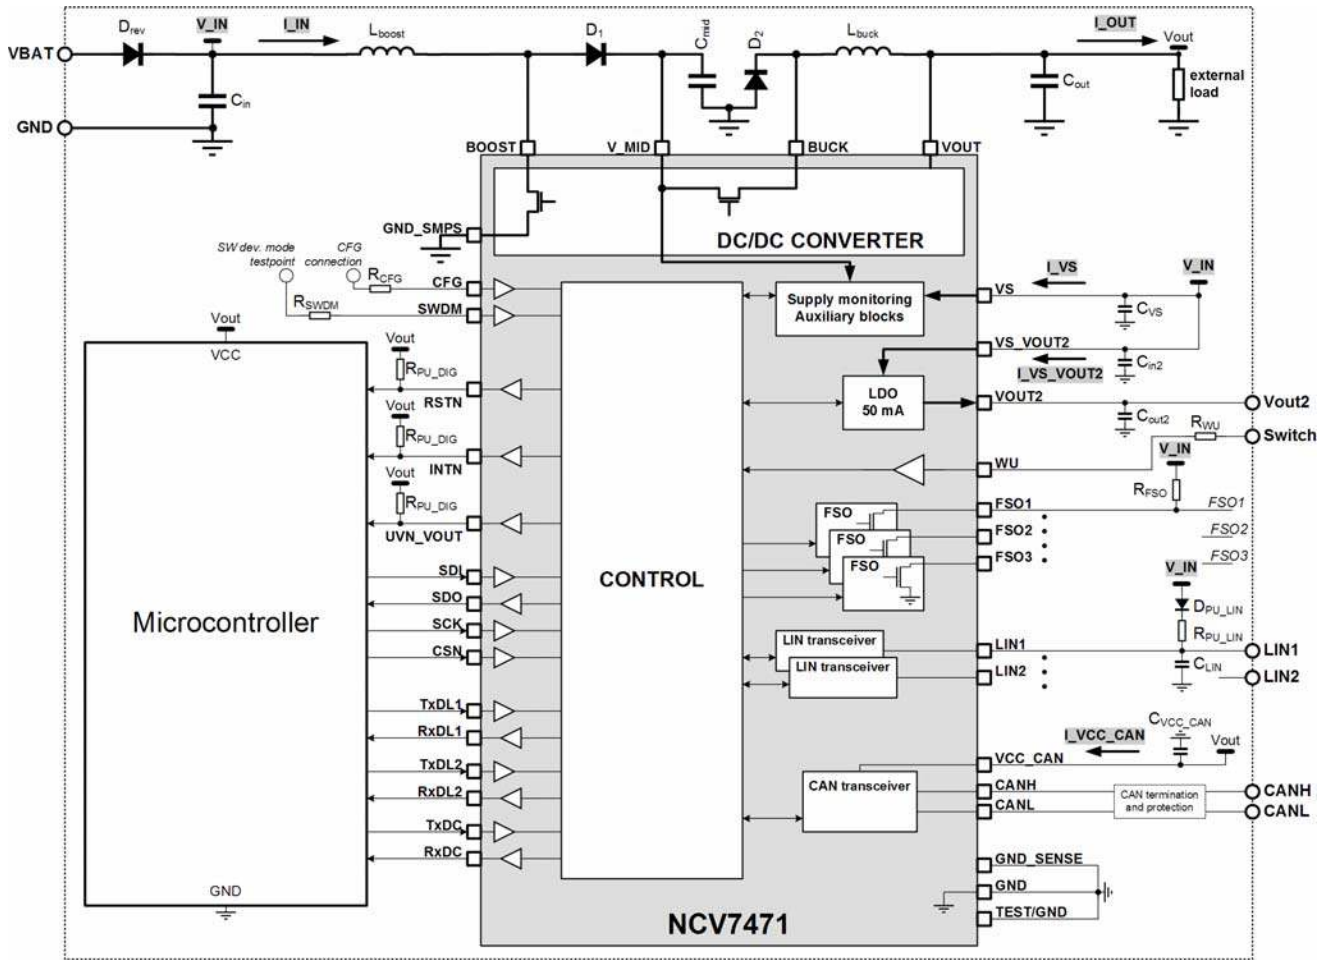 VBAT
D_rev
V_IN
I_IN
L_boost
D_1
C_mid
D_2
L_buck
I_OUT
Vout
C_in
C_out
external
load
GND
BOOST
V_MID
BUCK
VOUT
GND_SMPS
DC/DC CONVERTER
SW dev. mode
testpoint
CFG
connection
R_CFG
CFG
R_SWDM
SWDM
Supply monitoring
Auxiliary blocks
VS
I_VS
V_IN
C_VS
VS_VOUT2
I_VS_VOUT2
C_in2
LDO
50 mA
VOUT2
C_out2
Vout2
R_WU
Switch
WU
V_IN
R_FSO
FSO
FSO
FSO
FSO1
FSO2
FSO3
FSO1
FSO2
FSO3
Vout
VCC
Vout
R_PU_DIG
RSTN
Vout
R_PU_DIG
INTN
Vout
R_PU_DIG
UVN_VOUT
SDI
SDO
SCK
CSN
Microcontroller
CONTROL
TxDL1
RxDL1
TxDL2
RxDL2
TxDC
RxDC
GND
LIN transceiver
LIN transceiver
LIN1
LIN2
V_IN
D_PU_LIN
R_PU_LIN
C_LIN
LIN1
LIN2
I_VCC_CAN
C_VCC_CAN
Vout
VCC_CAN
CAN transceiver
CANH
CANL
CAN termination
and protection
CANH
CANL
GND_SENSE
GND
TEST/GND
NCV7471